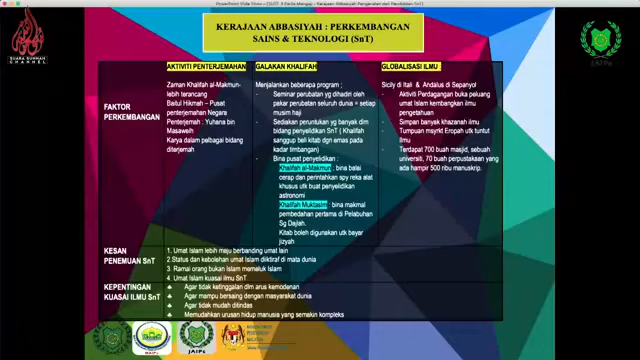 KERAJAAN ABBASIYAH : PERKEMBANGAN
SAINS & TEKNOLOGI (SnT)
SUARA SUNNAH
CHANNEL
JAIPs
AKTIVITI PENTERJEMAHAN
GALAKAN KHALIFAH
GLOBALISASI ILMU :
FAKTOR
PERKEMBANGAN
Zaman Khalifah al-Makmun-
lebih terancang
Baitul Hikmah – Pusat
penterjemahan Negara
Penterjemah : Yuhana bin
Masaweih
Karya dalam pelbagai bidang
diterjemah
Menjalankan beberapa program :
- Seminar perubatan yg dihadiri oleh
pakar perubatan seluruh dunia = setiap
musim haji
- Sediakan peruntukan yg banyak dlm
bidang penyelidikan SnT ( Khalifah
sanggup beli kitab dgn emas pada
kadar timbangan)
- Bina pusat penyelidikan :
Khalifah al-Makmun : bina balai
cerap dan perintahkan spy reka alat
khusus utk buat penyelidikan
astronomi
Khalifah Muktasim : bina makmal
pembedahan pertama di Pelabuhan
Sg Dajlah.
- Kitab boleh digunakan utk bayar
jizyah
Sicily di Itali & Andalus di Sepanyol
- Aktiviti Perdagangan buka peluang
umat Islam kembangkan ilmu
pengetahuan
- Simpan banyak khazanah ilmu
- Tumpuan msyrkt Eropah utk tuntut
ilmu
- Terdapat 700 buah masjid, sebuah
universiti, 70 buah perpustakaan yang
ada hampir 500 ribu manuskrip.
KESAN
PENEMUAN SnT
1. Umat Islam lebih maju berbanding umat lain
2.Status dan kebolehan umat Islam diiktiraf di mata dunia
3. Ramai orang bukan Islam memeluk Islam
4 Umat Islam kuasai ilmu SnT
KEPENTINGAN
KUASAI ILMU SnT
Agar tidak ketinggalan dlm arus kemodenan
Agar mampu bersaing dengan masyarakat dunia
Agar tidak mudah ditindas
Memudahkan urusan hidup manusia yang semakin kompleks
JAIPs
MAIPs
JAIPs